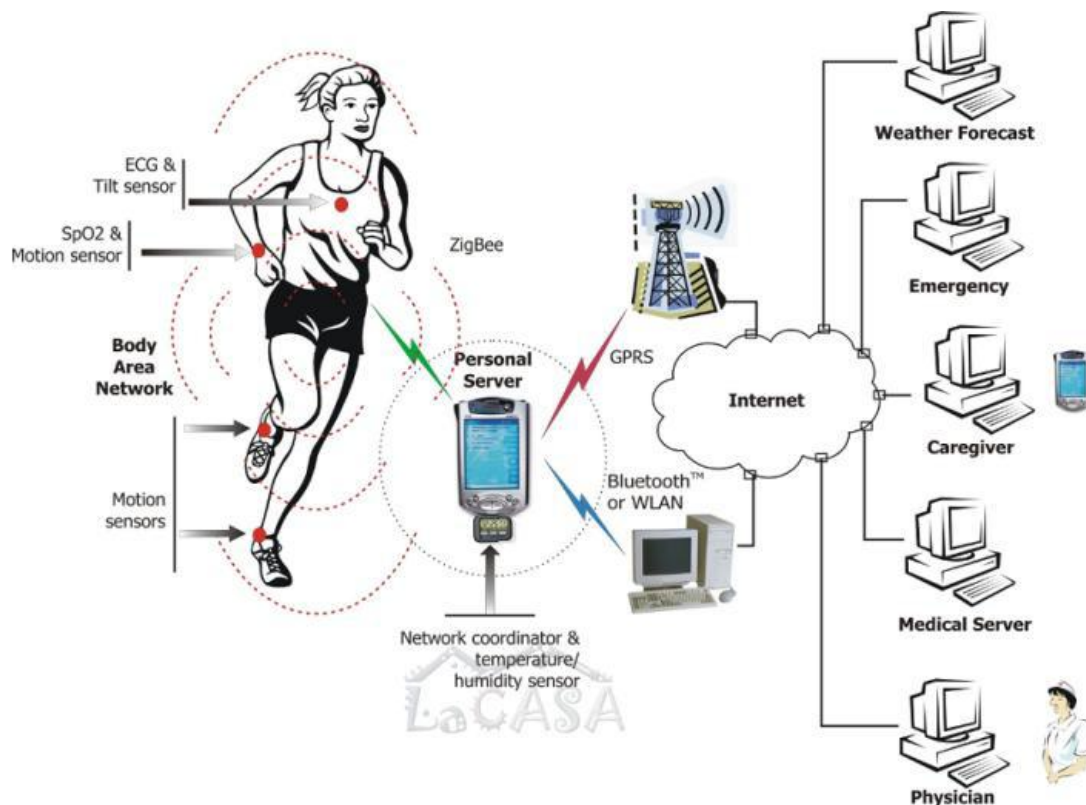 ECG &
Tilt sensor
SpO2 &
Motion sensor
Body
Area
Network
Motion
sensors
ZigBee
Personal
Server
Network coordinator &
temperature/
humidity sensor
LaCASA
GPRS
Bluetooth™
or WLAN
Internet
Weather Forecast
Emergency
Caregiver
Medical Server
Physician